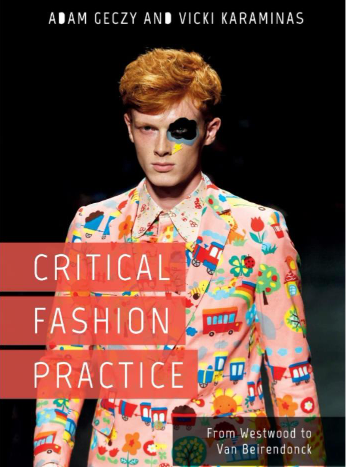 ADAM GECZY AND VICKI KARAMINAS
CRITICAL
FASHION
PRACTICE
From Westwood to
Van Beirendonck